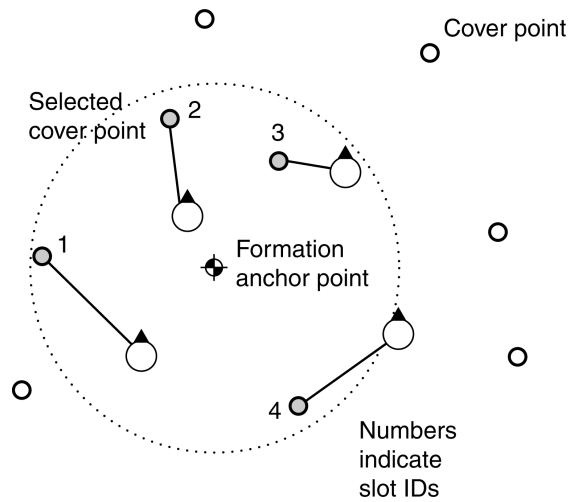 Cover point
Selected
cover point
2
3
1
Formation
anchor point
4
Numbers
indicate
slot IDs